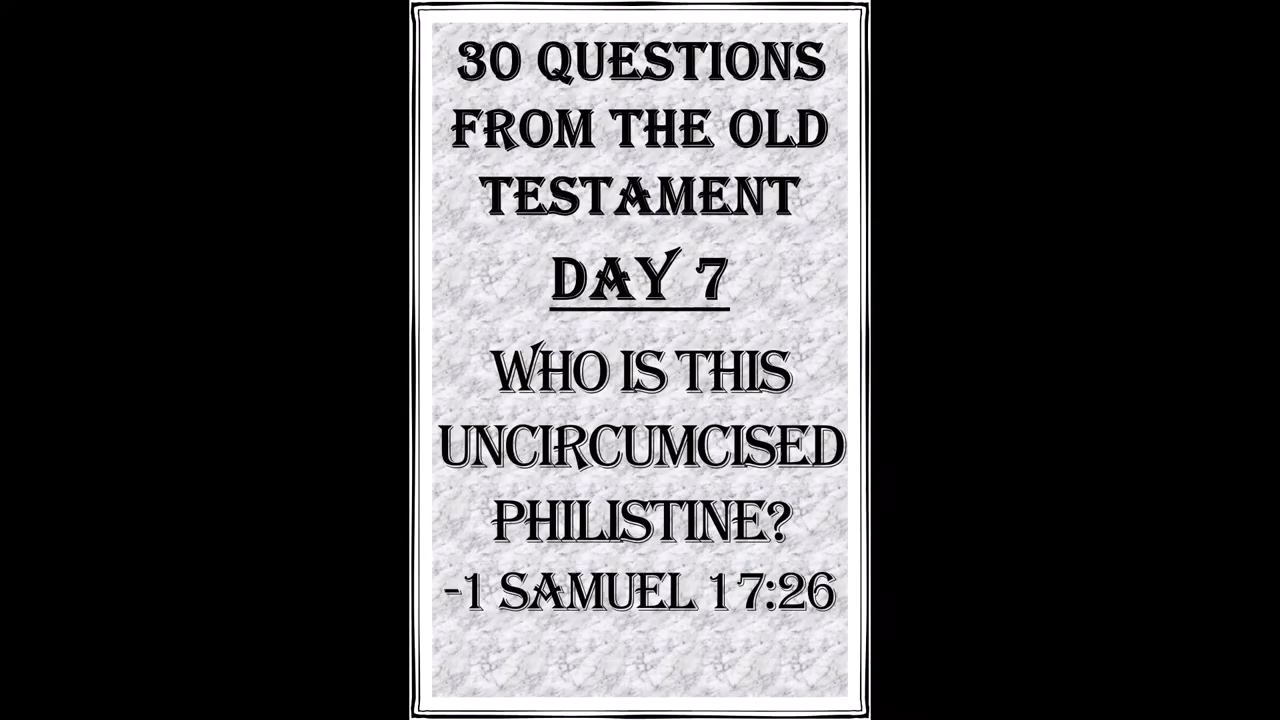 30 QUESTIONS
FROM THE OLD
TESTAMENT
DAY 7
WHO IS THIS
UNCIRCUMCISED
PHILISTINE?
-1 SAMUEL 17:26